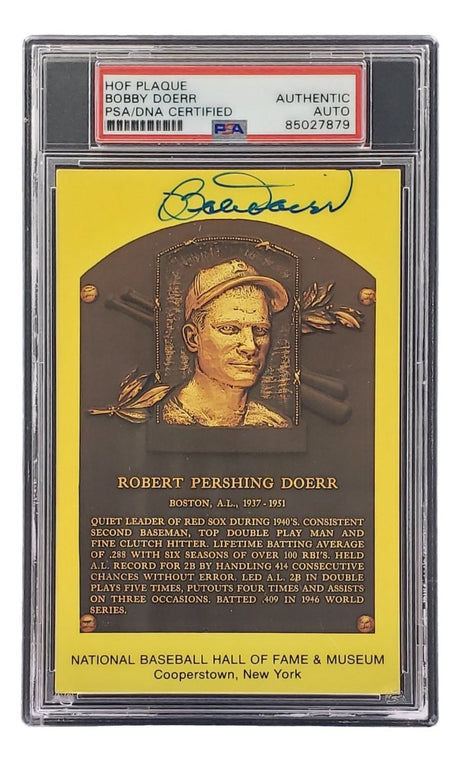 HOF PLAQUE
BOBBY DOERR AUTHENTIC
PSA/DNA CERTIFIED AUTO
PSA 85027879
Bobby Doerr
ROBERT PERSHING DOERR
BOSTON, A.L., 1937-1951
QUIET LEADER OF RED SOX DURING 1940'S. CONSISTENT
SECOND BASEMAN, TOP DOUBLE PLAY MAN AND
FINE CLUTCH HITTER. LIFETIME BATTING AVERAGE
OF .288 WITH SIX SEASONS OF OVER 100 RBI'S. HELD
A.L. RECORD FOR 2B BY HANDLING 414 CONSECUTIVE
CHANCES WITHOUT ERROR. LED A.L. 2B IN DOUBLE
PLAYS FIVE TIMES, PUTOUTS FOUR TIMES AND ASSISTS
ON THREE OCCASIONS. BATTED .409 IN 1946 WORLD
SERIES.
NATIONAL BASEBALL HALL OF FAME & MUSEUM
Cooperstown, New York